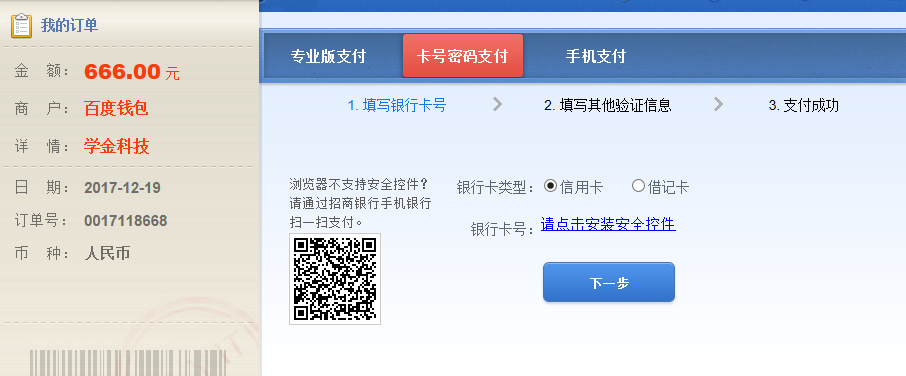 我的订单
金 额： 666.00 元
商 户： 百度钱包
详 情： 学金科技
日 期： 2017-12-19
订单号： 0017118668
币 种： 人民币
专业版支付 卡号密码支付 手机支付
1. 填写银行卡号 2. 填写其他验证信息 3. 支付成功
浏览器不支持安全控件？
请通过招商银行手机银行
扫一扫支付。
银行卡类型： 信用卡 借记卡
银行卡号： 请点击安装安全控件
下一步